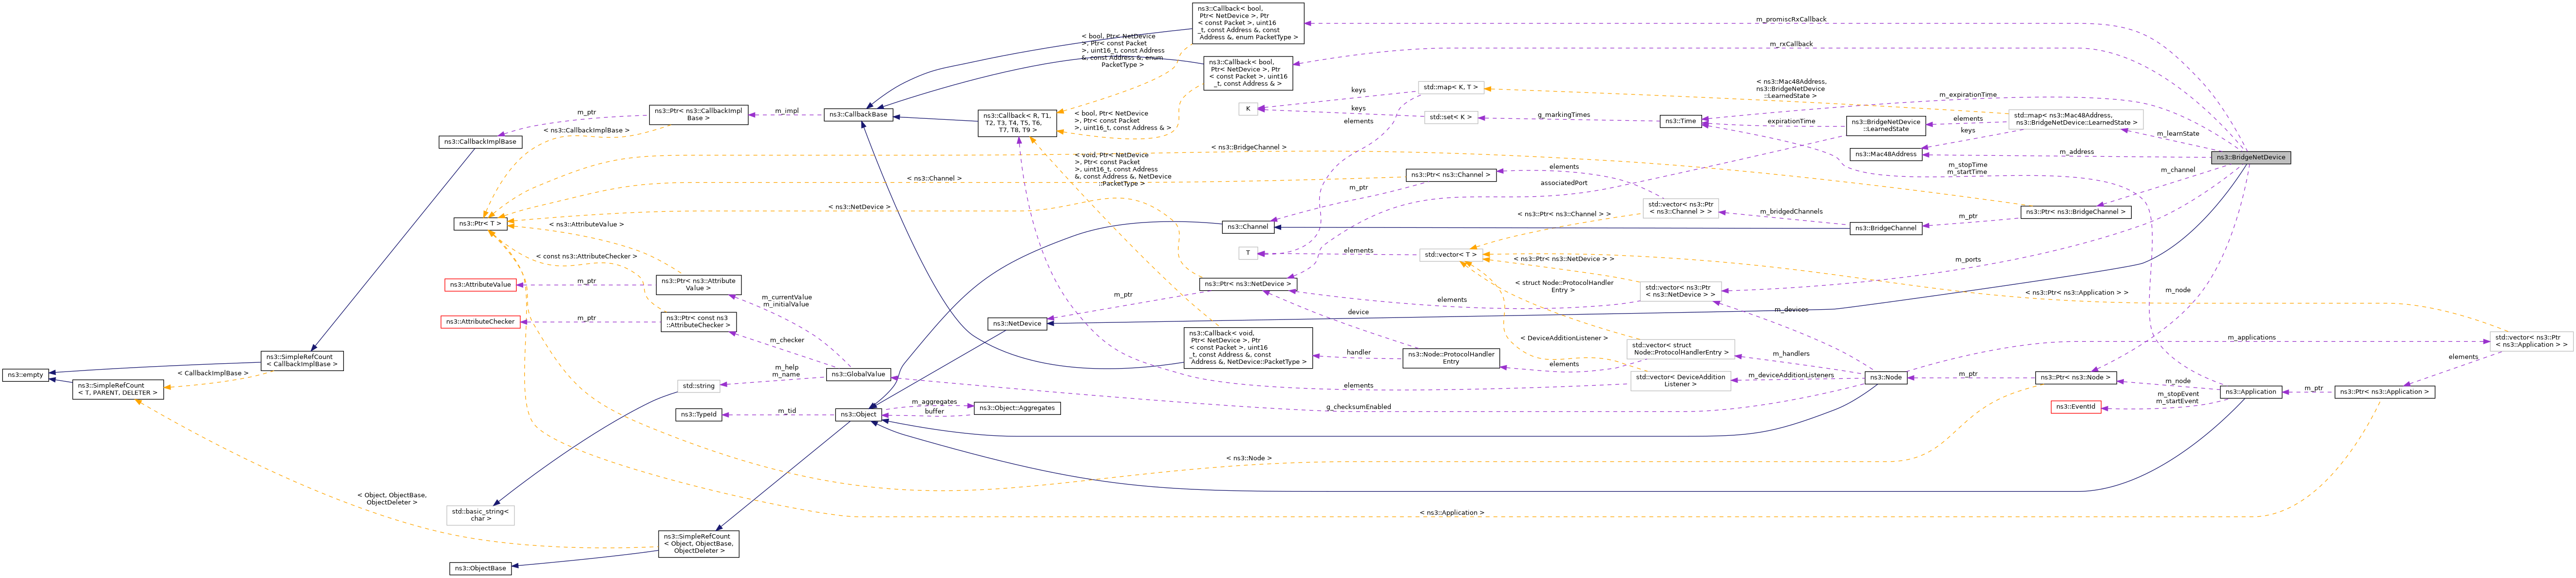 ns3::Callback< bool,
Ptr< NetDevice >, Ptr
< const Packet >, uint16
_t, const Address &, const
Address &, enum PacketType >
m_promiscRxCallback
< bool, Ptr< NetDevice
>, Ptr< const Packet
>, uint16_t, const Address
&, const Address &, enum
PacketType >
m_rxCallback
ns3::Callback< bool,
Ptr< NetDevice >, Ptr
< const Packet >, uint16
_t, const Address & >
< ns3::Mac48Address,
ns3::BridgeNetDevice
::LearnedState >
std::map< K, T >
keys
m_expirationTime
ns3::Ptr< ns3::CallbackImpl
Base >
m_ptr
m_impl
ns3::CallbackBase
ns3::Callback< R, T1,
T2, T3, T4, T5, T6,
T7, T8, T9 >
< bool, Ptr< NetDevice
>, Ptr< const Packet
>, uint16_t, const Address & >
K
keys
elements
std::set< K >
g_markingTimes
ns3::Time
expirationTime
ns3::BridgeNetDevice
::LearnedState
elements
keys
std::map< ns3::Mac48Address,
ns3::BridgeNetDevice::LearnedState >
m_learnState
< ns3::CallbackImplBase >
ns3::CallbackImplBase
< ns3::BridgeChannel >
ns3::Mac48Address
m_address
ns3::BridgeNetDevice
< void, Ptr< NetDevice
>, Ptr< const Packet
>, uint16_t, const Address
&, const Address &, NetDevice
::PacketType >
< ns3::Channel >
elements
ns3::Ptr< ns3::Channel >
m_ptr
associatedPort
m_stopTime
m_startTime
m_channel
< ns3::NetDevice >
std::vector< ns3::Ptr
< ns3::Channel > >
m_bridgedChannels
< ns3::Ptr< ns3::Channel > >
m_ptr
ns3::Ptr< ns3::BridgeChannel >
ns3::Ptr< T >
< ns3::AttributeValue >
ns3::Channel
ns3::BridgeChannel
T
elements
std::vector< T >
< const ns3::AttributeChecker >
< ns3::Ptr< ns3::NetDevice > >
m_ports
ns3::AttributeValue
m_ptr
ns3::Ptr< ns3::Attribute
Value >
ns3::Ptr< ns3::NetDevice >
< struct Node::ProtocolHandler
Entry >
std::vector< ns3::Ptr
< ns3::NetDevice > >
m_node
< ns3::Ptr< ns3::Application > >
m_ptr
elements
m_currentValue
m_initialValue
device
m_devices
ns3::AttributeChecker
m_ptr
ns3::Ptr< const ns3
::AttributeChecker >
ns3::NetDevice
m_checker
ns3::Callback< void,
Ptr< NetDevice >, Ptr
< const Packet >, uint16
_t, const Address &, const
Address &, NetDevice::PacketType >
handler
ns3::Node::ProtocolHandler
Entry
< DeviceAdditionListener >
std::vector< struct
Node::ProtocolHandlerEntry >
m_handlers
elements
m_applications
std::vector< ns3::Ptr
< ns3::Application > >
elements
ns3::SimpleRefCount
< CallbackImplBase >
ns3::empty
< CallbackImplBase >
ns3::SimpleRefCount
< T, PARENT, DELETER >
std::string
m_help
m_name
ns3::GlobalValue
elements
std::vector< DeviceAddition
Listener >
m_deviceAdditionListeners
ns3::Node
m_ptr
ns3::Ptr< ns3::Node >
m_node
ns3::Application
m_ptr
ns3::Ptr< ns3::Application >
m_stopEvent
m_startEvent
ns3::EventId
ns3::TypeId
m_tid
ns3::Object
m_aggregates
buffer
ns3::Object::Aggregates
g_checksumEnabled
< ns3::Node >
< Object, ObjectBase,
ObjectDeleter >
std::basic_string<
char >
< ns3::Application >
ns3::SimpleRefCount
< Object, ObjectBase,
ObjectDeleter >
ns3::ObjectBase